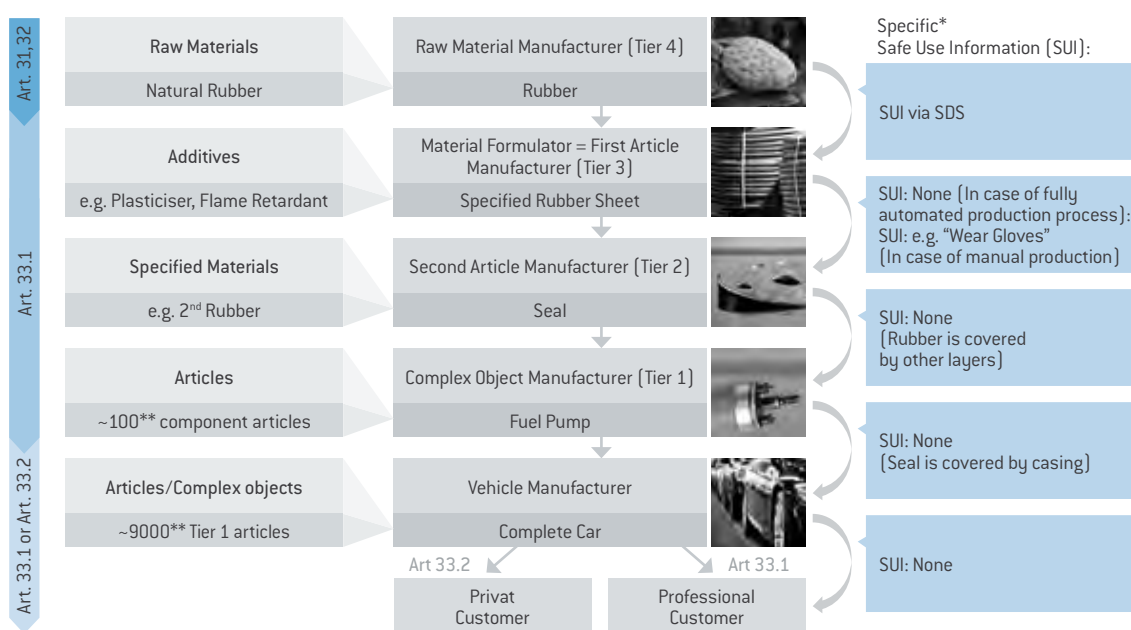 Specific*
Safe Use Information (SUI):
Art. 31, 32
Raw Materials
Natural Rubber
Raw Material Manufacturer (Tier 4)
Rubber
SUI via SDS
Art. 33.1
Additives
e.g. Plasticiser, Flame Retardant
Material Formulator = First Article
Manufacturer (Tier 3)
Specified Rubber Sheet
SUI: None (In case of fully
automated production process):
SUI: e.g. “Wear Gloves”
(In case of manual production)
Specified Materials
e.g. 2nd Rubber
Second Article Manufacturer (Tier 2)
Seal
SUI: None
(Rubber is covered
by other layers)
Articles
~100** component articles
Complex Object Manufacturer (Tier 1)
Fuel Pump
SUI: None
(Seal is covered by casing)
Art. 33.1 or Art. 33.2
Articles/Complex objects
~9000** Tier 1 articles
Vehicle Manufacturer
Complete Car
SUI: None
Art 33.2
Art 33.1
Privat
Customer
Professional
Customer